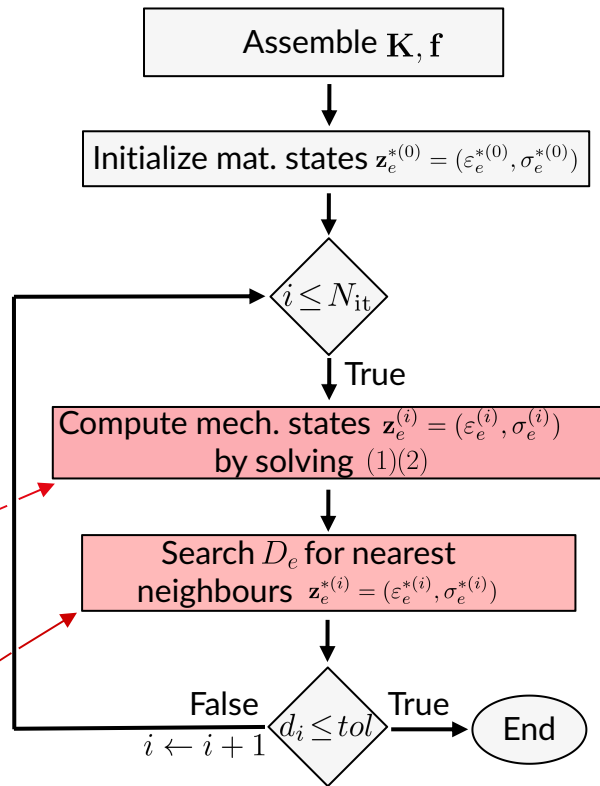 Assemble K, f
Initialize mat. states z_e^{*(0)} = (ε_e^{*(0)}, σ_e^{*(0)})
i ≤ N_it
True
Compute mech. states z_e^{(i)} = (ε_e^{(i)}, σ_e^{(i)})
by solving (1)(2)
Search D_e for nearest
neighbours z_e^{*(i)} = (ε_e^{*(i)}, σ_e^{*(i)})
False
d_i ≤ tol
True
End
i ← i + 1